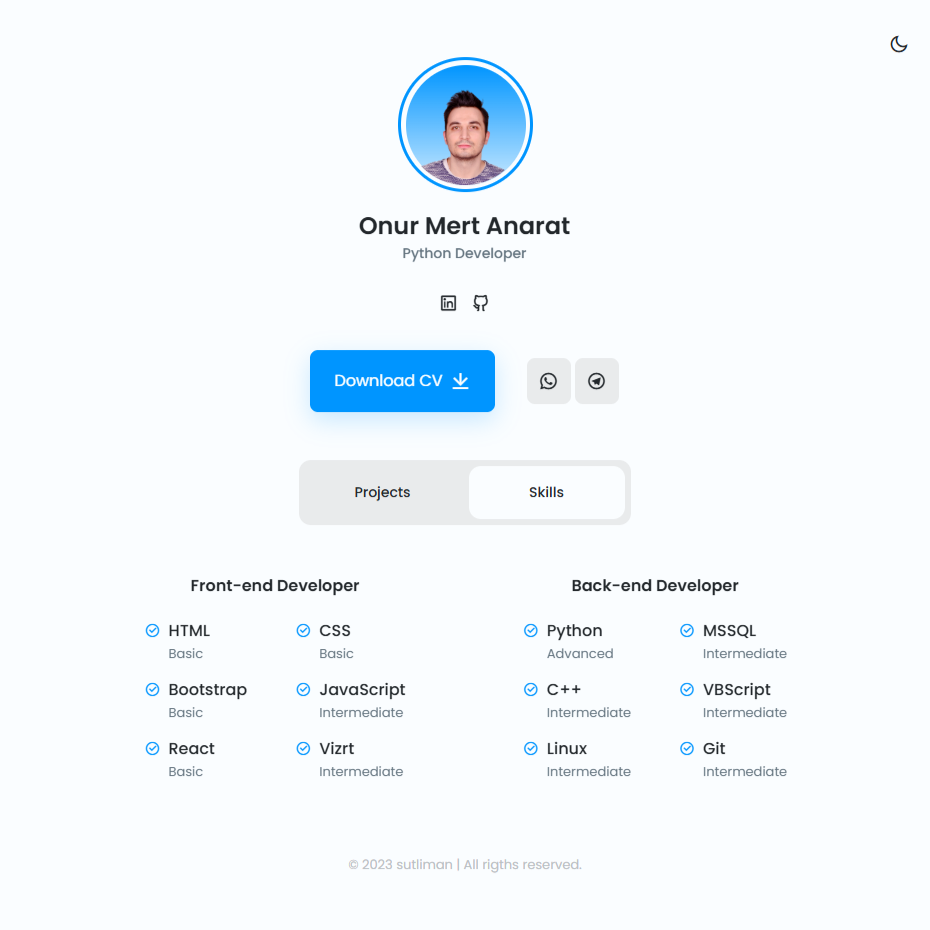 Onur Mert Anarat
Python Developer
Download CV
Projects
Skills
Front-end Developer
HTML
Basic
CSS
Basic
Bootstrap
Basic
JavaScript
Intermediate
React
Basic
Vizrt
Intermediate
Back-end Developer
Python
Advanced
MSSQL
Intermediate
C++
Intermediate
VBScript
Intermediate
Linux
Intermediate
Git
Intermediate
© 2023 sutliman | All rigths reserved.